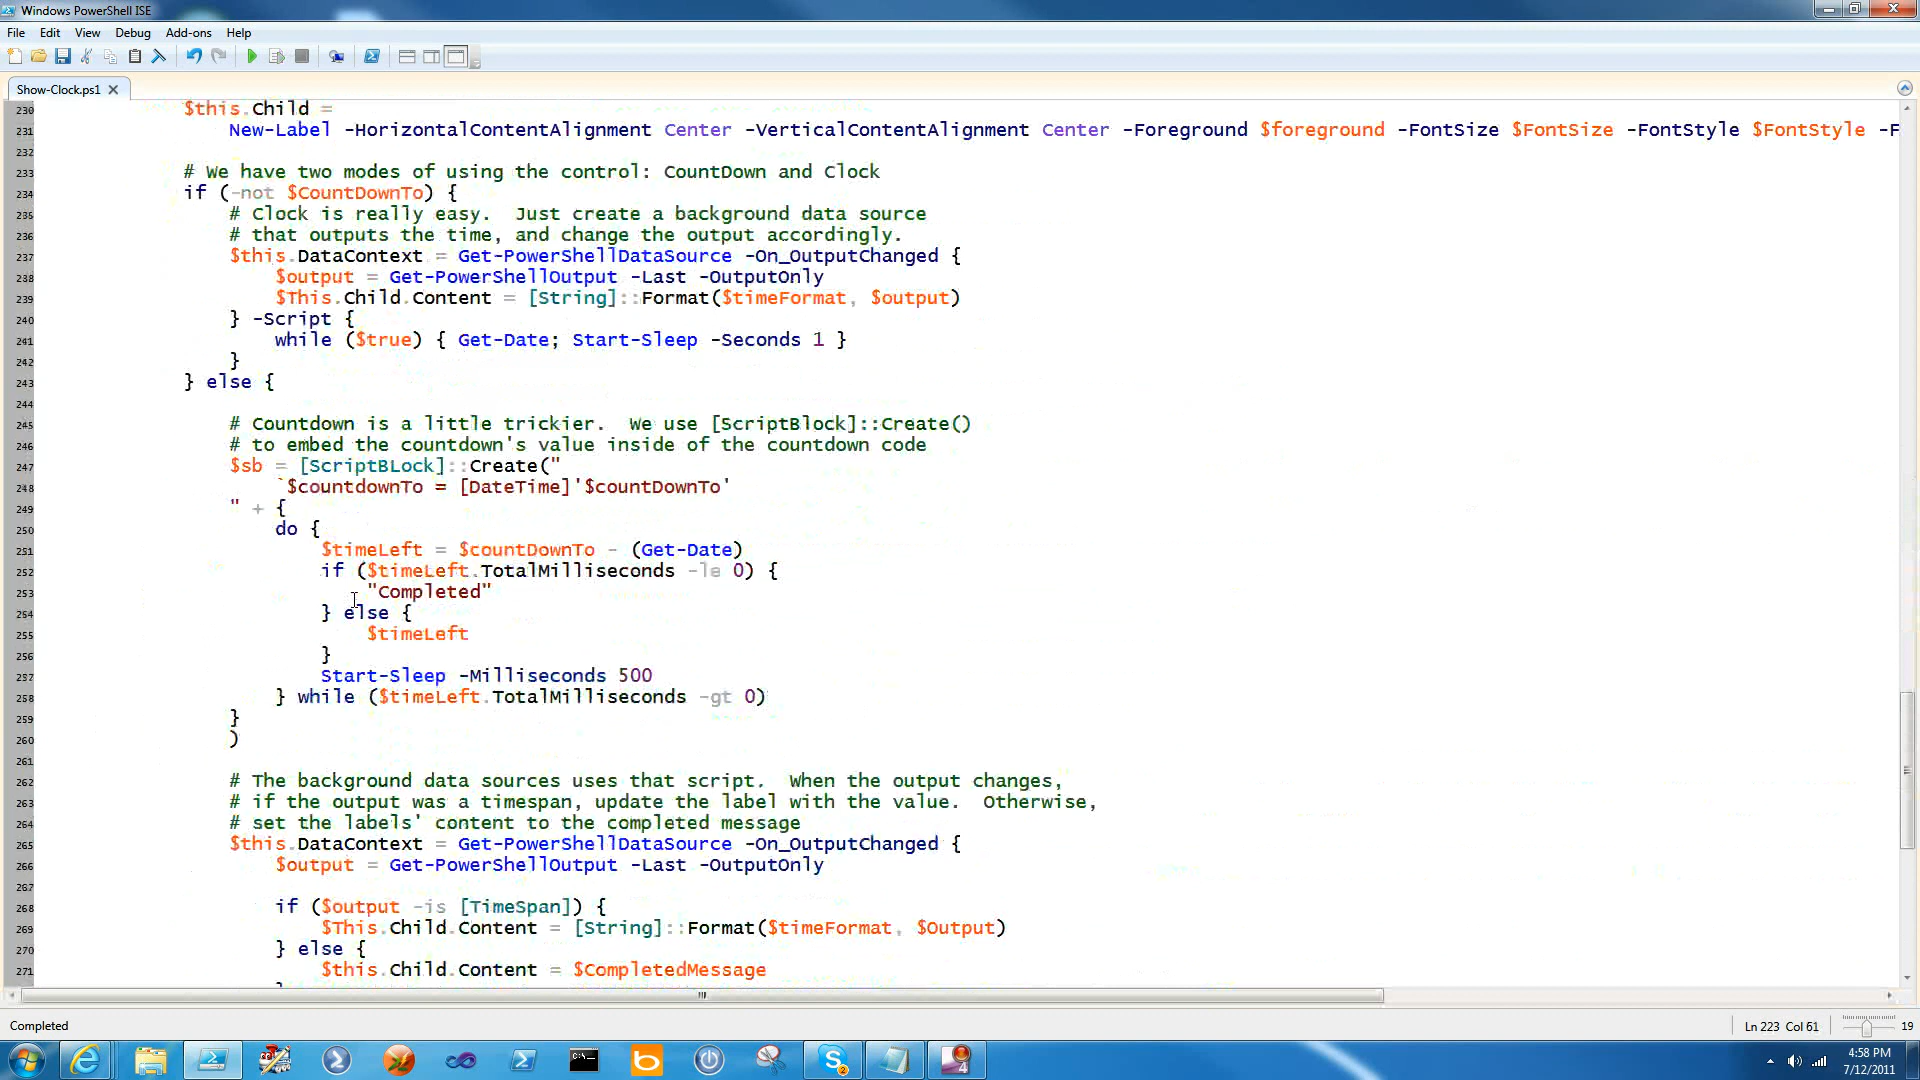 Windows PowerShell ISE
File Edit View Debug Add-ons Help
Show-Clock.ps1
230 $this.Child =
231 New-Label -HorizontalContentAlignment Center -VerticalContentAlignment Center -Foreground $foreground -FontSize $FontSize -FontStyle $FontStyle -F
232
233 # We have two modes of using the control: CountDown and Clock
234 if (-not $CountDownTo) {
235 # Clock is really easy.  Just create a background data source
236 # that outputs the time, and change the output accordingly.
237 $this.DataContext = Get-PowerShellDataSource -On_OutputChanged {
238 $output = Get-PowerShellOutput -Last -OutputOnly
239 $This.Child.Content = [String]::Format($timeFormat, $output)
240 } -Script {
241 while ($true) { Get-Date; Start-Sleep -Seconds 1 }
242 }
243 } else {
244
245 # Countdown is a little trickier.  We use [ScriptBlock]::Create()
246 # to embed the countdown's value inside of the countdown code
247 $sb = [ScriptBLock]::Create("
248 `$countdownTo = [DateTime]'$countDownTo'
249 " + {
250 do {
251 $timeLeft = $countDownTo - (Get-Date)
252 if ($timeLeft.TotalMilliseconds -le 0) {
253 "Completed"
254 } else {
255 $timeLeft
256 }
257 Start-Sleep -Milliseconds 500
258 } while ($timeLeft.TotalMilliseconds -gt 0)
259 }
260 )
261
262 # The background data sources uses that script.  When the output changes,
263 # if the output was a timespan, update the label with the value.  Otherwise,
264 # set the labels' content to the completed message
265 $this.DataContext = Get-PowerShellDataSource -On_OutputChanged {
266 $output = Get-PowerShellOutput -Last -OutputOnly
267
268 if ($output -is [TimeSpan]) {
269 $This.Child.Content = [String]::Format($timeFormat, $Output)
270 } else {
271 $this.Child.Content = $CompletedMessage
Completed Ln 223 Col 61 19
4:58 PM
7/12/2011